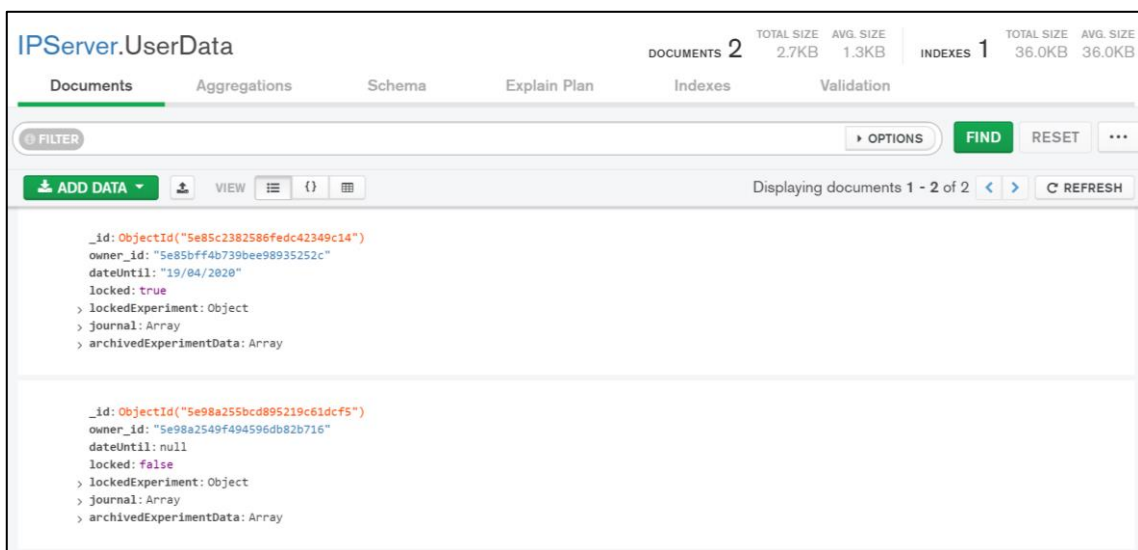 IPServer.UserData
DOCUMENTS 2 TOTAL SIZE 2.7KB AVG. SIZE 1.3KB INDEXES 1 TOTAL SIZE 36.0KB AVG. SIZE 36.0KB
Documents Aggregations Schema Explain Plan Indexes Validation
FILTER OPTIONS FIND RESET ...
ADD DATA VIEW {} Displaying documents 1 - 2 of 2 < > REFRESH
_id: ObjectId("5e85c2382586fedc42349c14")
owner_id: "5e85bff4b739bee98935252c"
dateUntil: "19/04/2020"
locked: true
> lockedExperiment: Object
> journal: Array
> archivedExperimentData: Array
_id: ObjectId("5e98a255bcd895219c61dcf5")
owner_id: "5e98a2549f494596db82b716"
dateUntil: null
locked: false
> lockedExperiment: Object
> journal: Array
> archivedExperimentData: Array